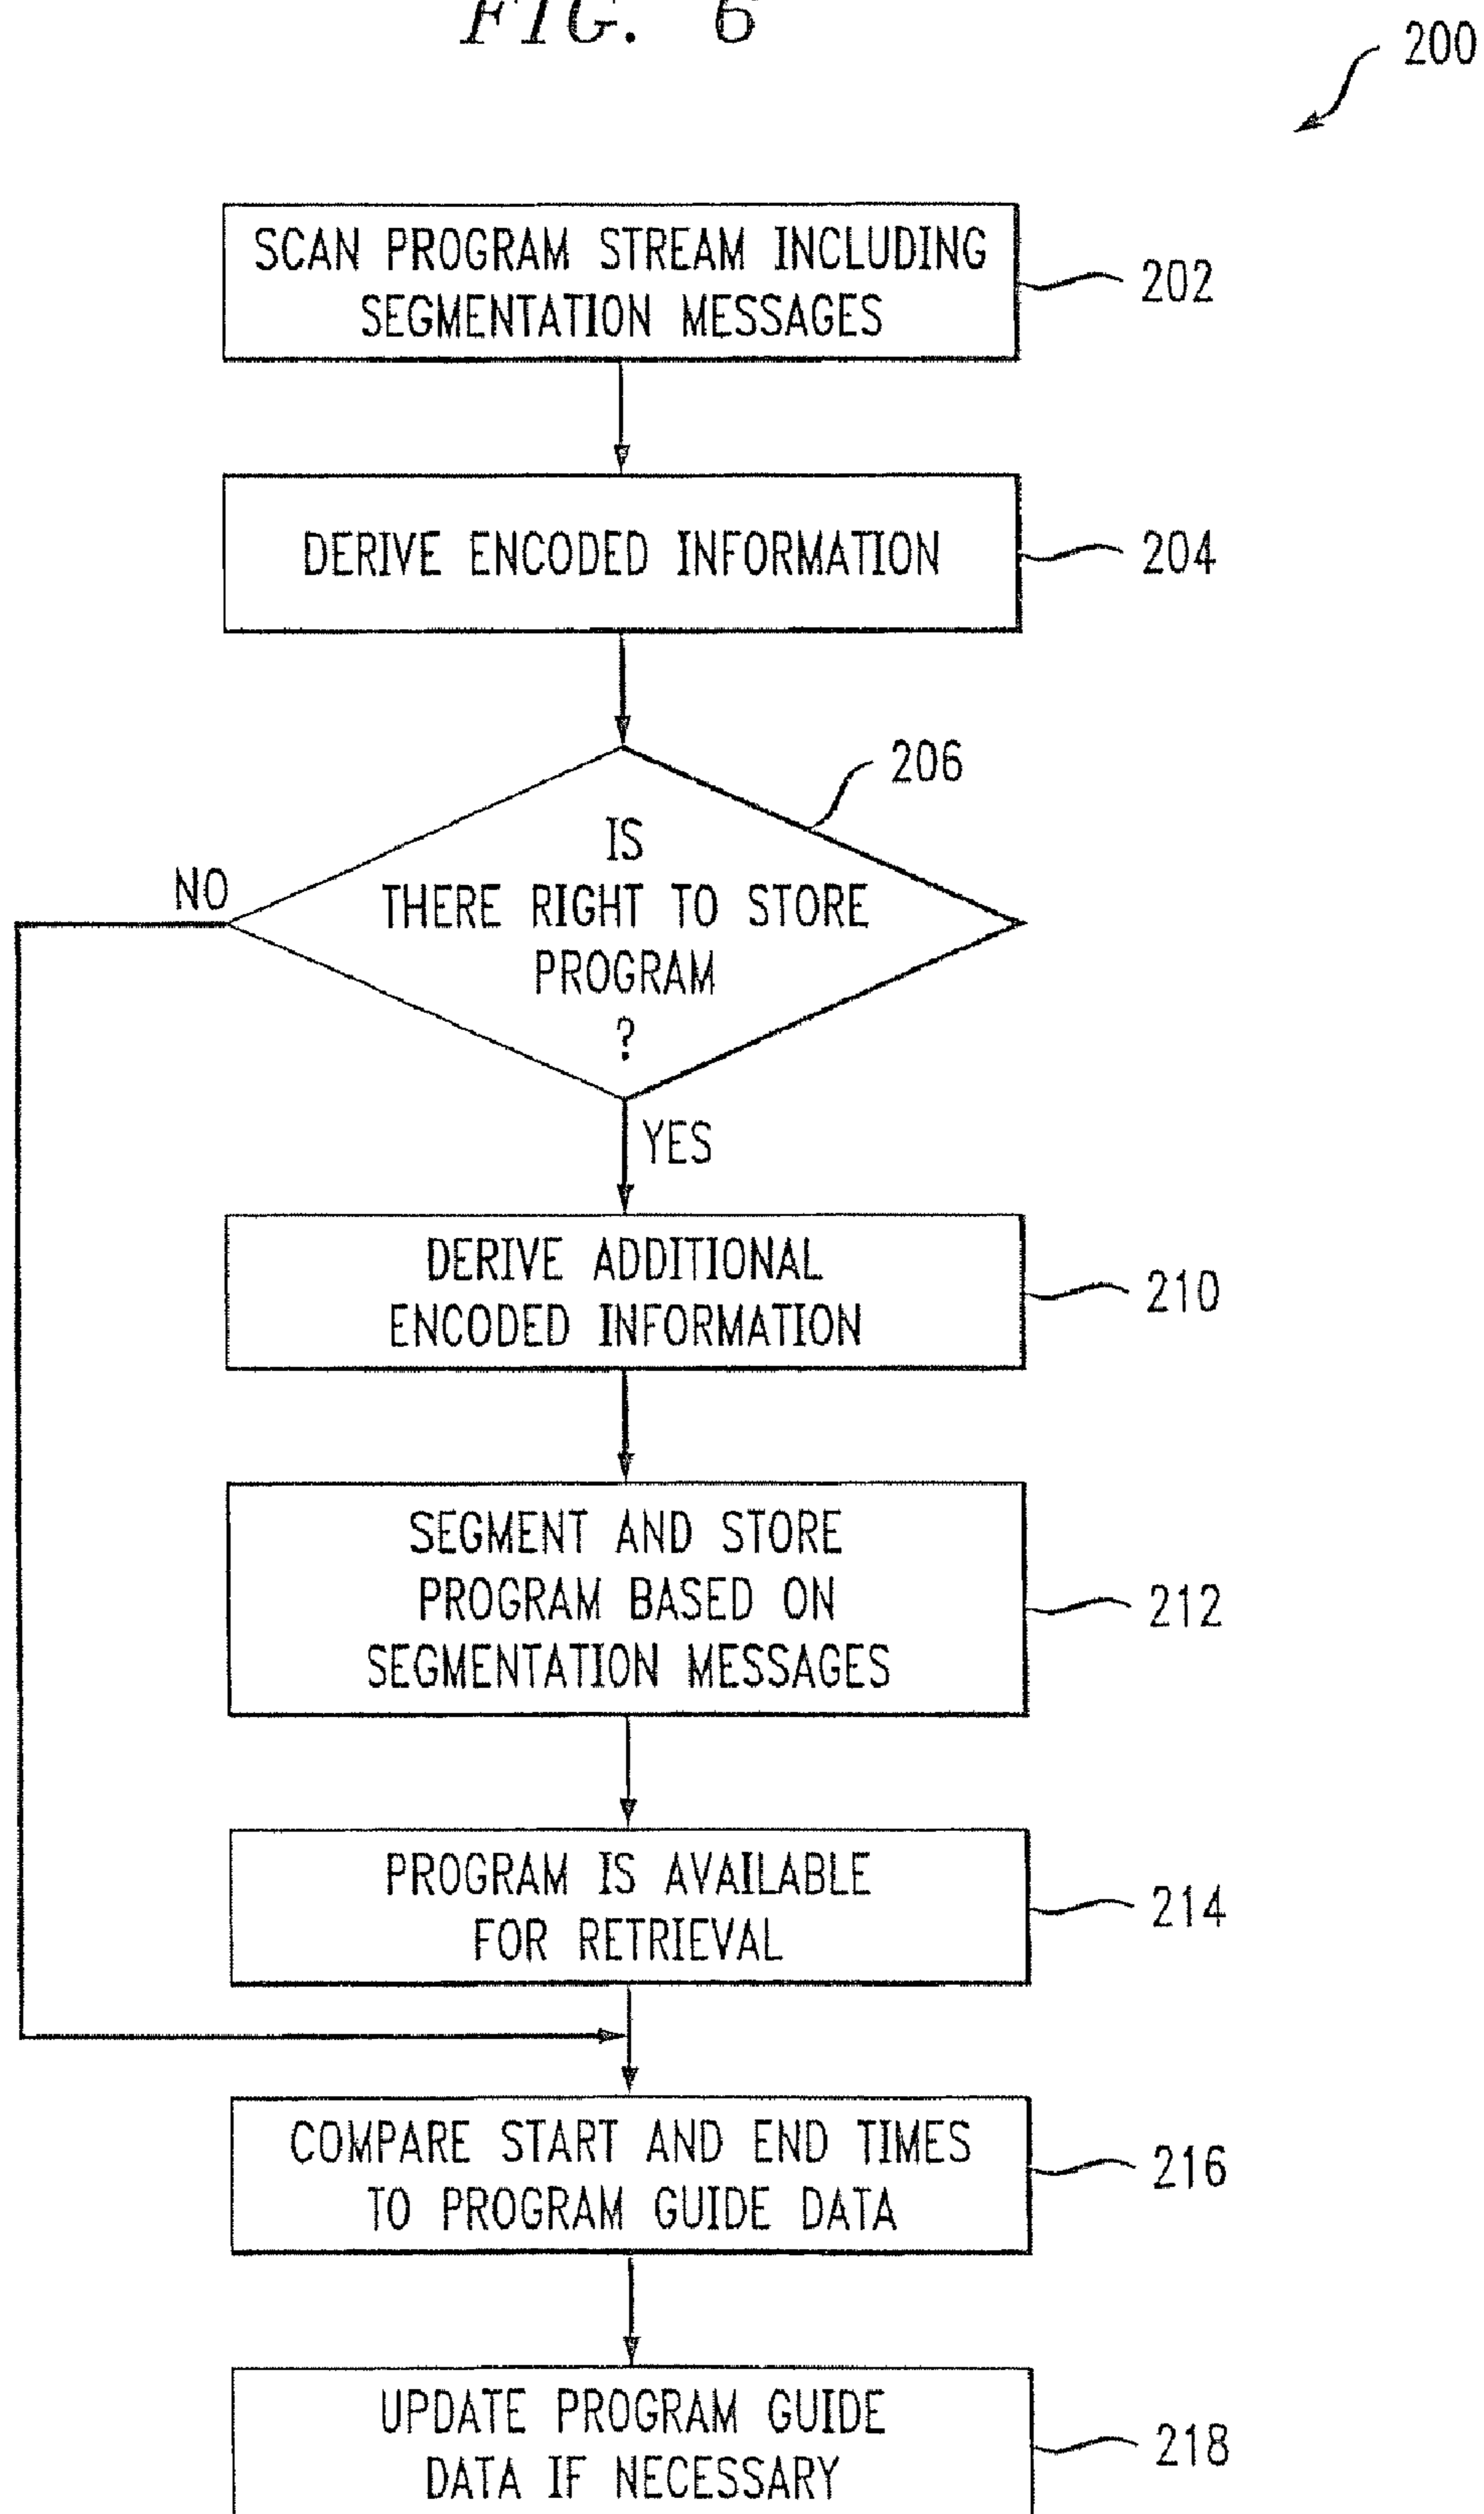 FIG. 6
200
SCAN PROGRAM STREAM INCLUDING
SEGMENTATION MESSAGES
202
DERIVE ENCODED INFORMATION
204
206
IS
THERE RIGHT TO STORE
PROGRAM
?
NO
YES
DERIVE ADDITIONAL
ENCODED INFORMATION
210
SEGMENT AND STORE
PROGRAM BASED ON
SEGMENTATION MESSAGES
212
PROGRAM IS AVAILABLE
FOR RETRIEVAL
214
COMPARE START AND END TIMES
TO PROGRAM GUIDE DATA
216
UPDATE PROGRAM GUIDE
DATA IF NECESSARY
218